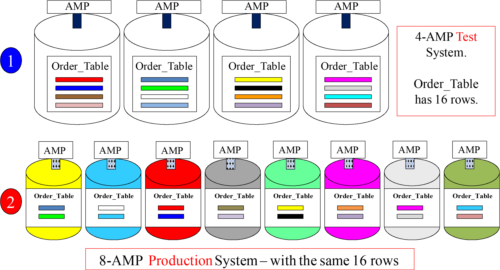 AMP AMP AMP AMP
1
Order_Table Order_Table Order_Table Order_Table
4-AMP Test
System.
Order_Table
has 16 rows.
AMP AMP AMP AMP AMP AMP AMP AMP
2
Order_Table Order_Table Order_Table Order_Table Order_Table Order_Table Order_Table Order_Table
8-AMP Production System – with the same 16 rows